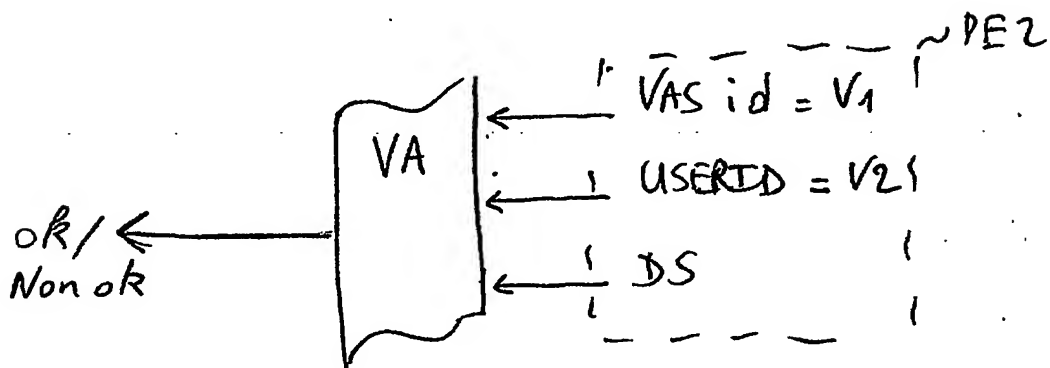 ~PE2
VAS id = V1
VA
USERID = V2
ok/
Non ok
DS